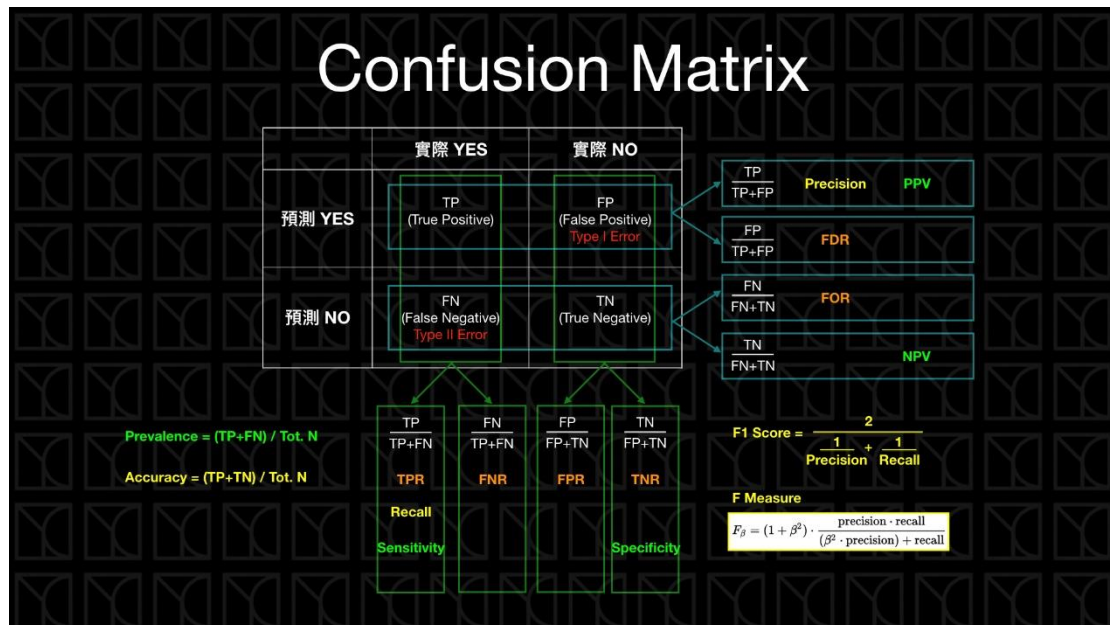 Confusion Matrix
實際 YES
實際 NO
預測 YES
TP
(True Positive)
FP
(False Positive)
Type I Error
預測 NO
FN
(False Negative)
Type II Error
TN
(True Negative)
TP
TP+FP
Precision
PPV
FP
TP+FP
FDR
FN
FN+TN
FOR
TN
FN+TN
NPV
TP
TP+FN
TPR
Recall
Sensitivity
FN
TP+FN
FNR
FP
FP+TN
FPR
TN
FP+TN
TNR
Specificity
Prevalence = (TP+FN) / Tot. N
Accuracy = (TP+TN) / Tot. N
F1 Score =
2
1
Precision
+
1
Recall
F Measure
Fβ = (1 + β²) · precision · recall
(β² · precision) + recall